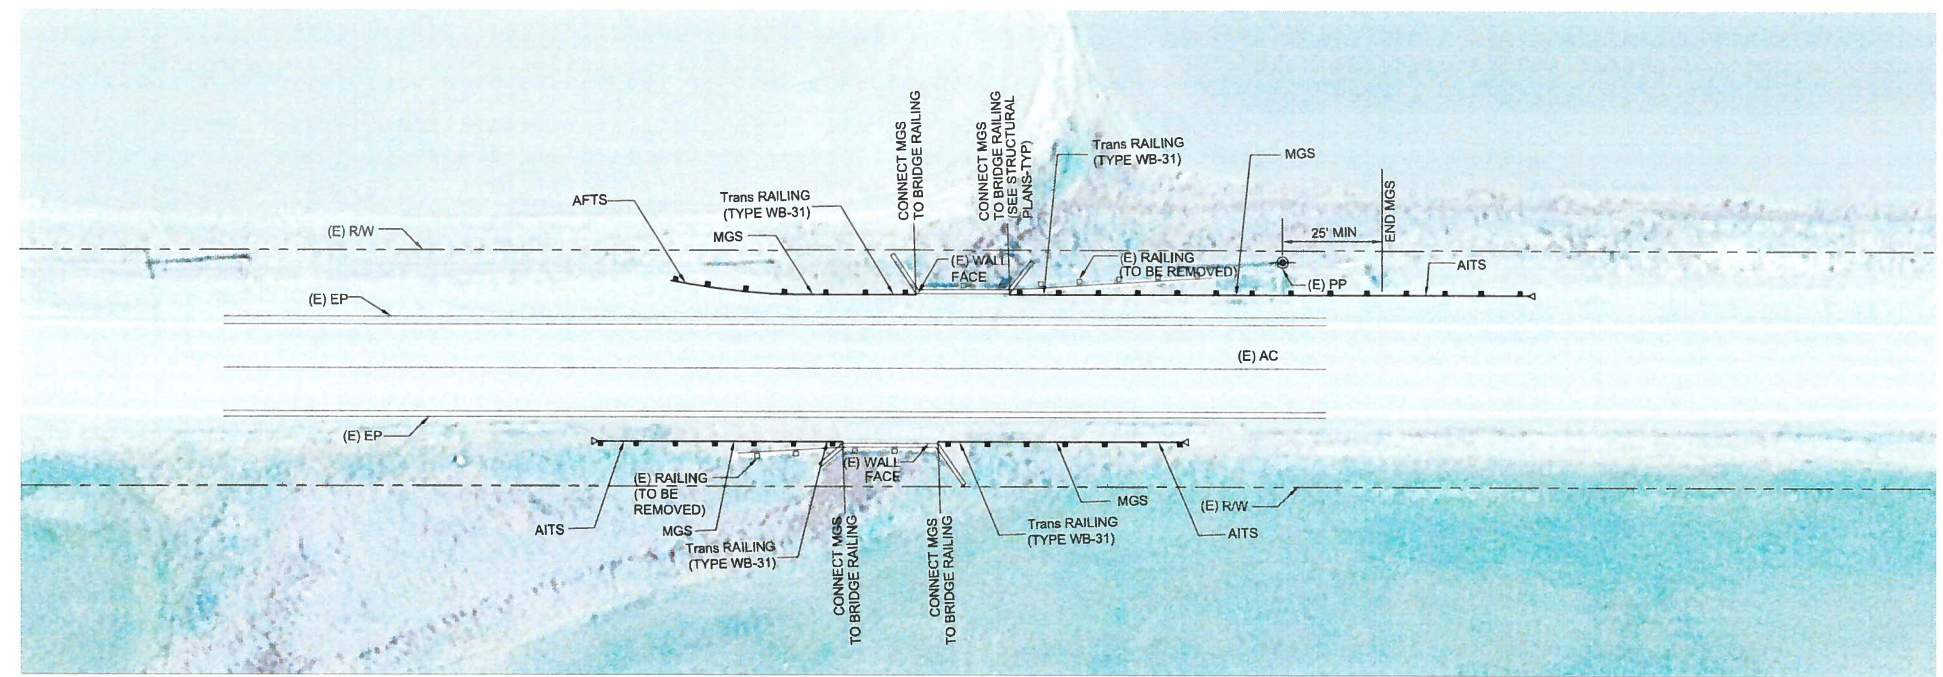 CONNECT MGS
TO BRIDGE RAILING
CONNECT MGS
TO BRIDGE RAILING
(SEE STRUCTURAL
PLANS-TYP)
Trans RAILING
(TYPE WB-31)
MGS
AFTS
Trans RAILING
(TYPE WB-31)
END MGS
(E) R/W
MGS
25' MIN
(E) WALL
FACE
(E) RAILING
(TO BE REMOVED)
AITS
(E) PP
(E) EP
(E) AC
(E) EP
(E) WALL
FACE
(E) RAILING
(TO BE
REMOVED)
MGS
(E) R/W
AITS
MGS
Trans RAILING
(TYPE WB-31)
AITS
Trans RAILING
(TYPE WB-31)
CONNECT MGS
TO BRIDGE RAILING
CONNECT MGS
TO BRIDGE RAILING